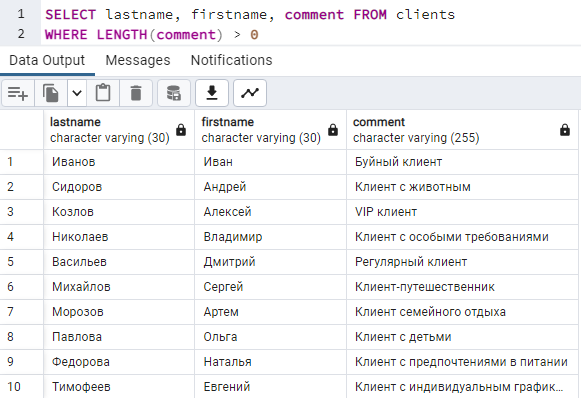 1 SELECT lastname, firstname, comment FROM clients
2 WHERE LENGTH(comment) > 0
Data Output Messages Notifications
lastname firstname comment
character varying (30) character varying (30) character varying (255)
1 Иванов Иван Буйный клиент
2 Сидоров Андрей Клиент с животным
3 Козлов Алексей VIP клиент
4 Николаев Владимир Клиент с особыми требованиями
5 Васильев Дмитрий Регулярный клиент
6 Михайлов Сергей Клиент-путешественник
7 Морозов Артем Клиент семейного отдыха
8 Павлова Ольга Клиент с детьми
9 Федорова Наталья Клиент с предпочтениями в питании
10 Тимофеев Евгений Клиент с индивидуальным график...